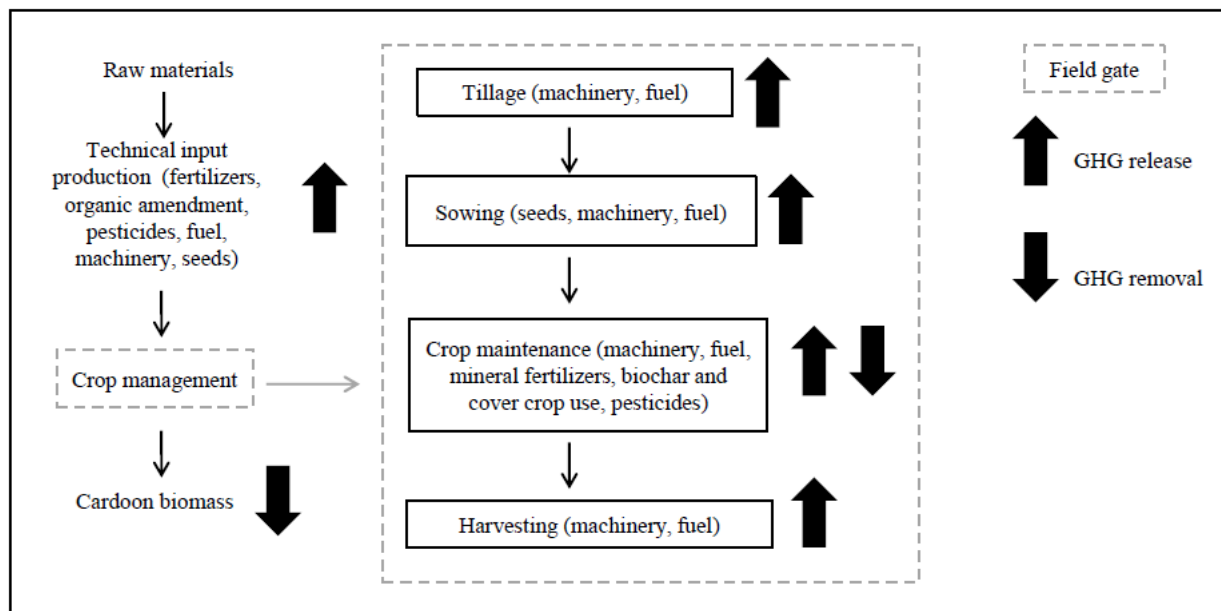 Raw materials
Technical input
production (fertilizers,
organic amendment,
pesticides, fuel,
machinery, seeds)
Crop management
Cardoon biomass
Tillage (machinery, fuel)
Sowing (seeds, machinery, fuel)
Crop maintenance (machinery, fuel,
mineral fertilizers, biochar and
cover crop use, pesticides)
Harvesting (machinery, fuel)
Field gate
GHG release
GHG removal